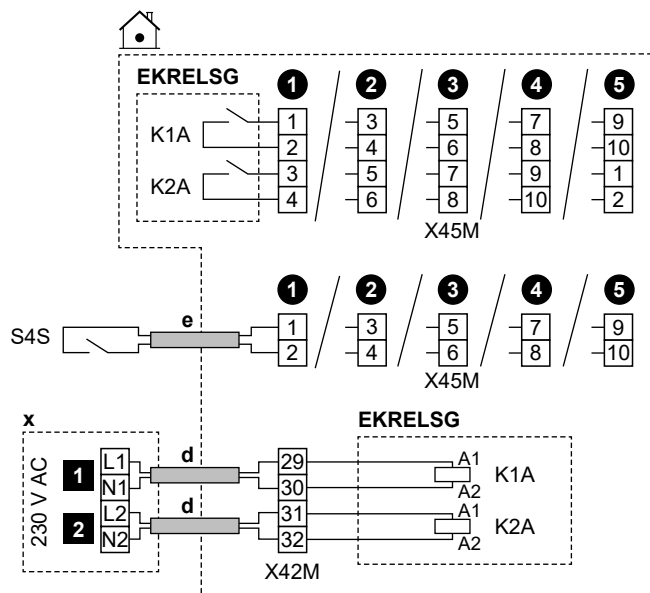 EKRELSG 1 2 3 4 5
K1A 1 3 5 7 9
2 4 6 8 10
K2A 3 5 7 9 1
4 6 8 10 2
X45M
1 2 3 4 5
S4S e 1 3 5 7 9
2 4 6 8 10
X45M
x EKRELSG
230 V AC
1 L1 d 29 A1 K1A
N1 30 A2
2 L2 d 31 A1 K2A
N2 32 A2
X42M